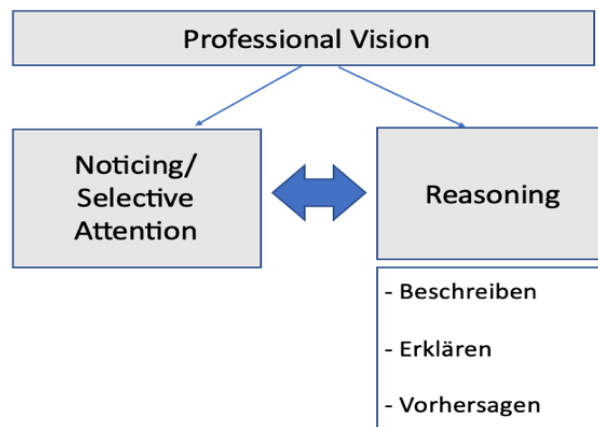 Professional Vision
Noticing/
Selective
Attention
Reasoning
- Beschreiben
- Erklären
- Vorhersagen